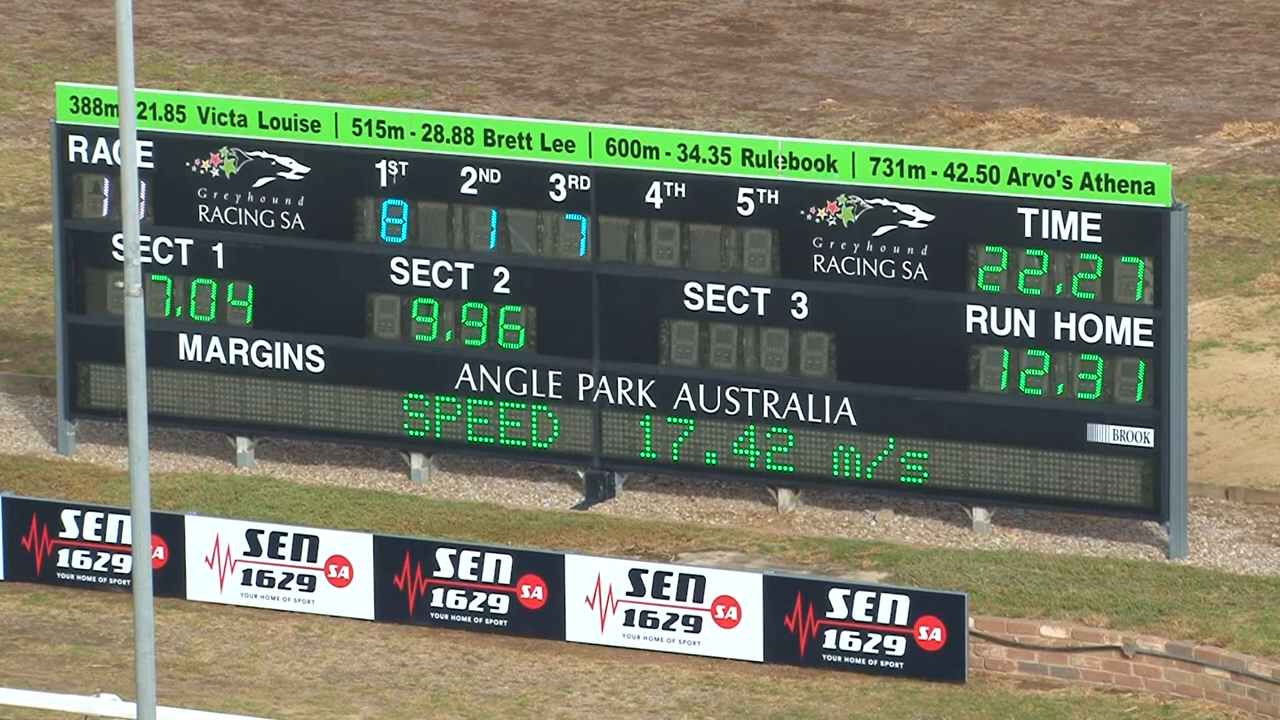 388m - 21.85 Victa Louise | 515m - 28.88 Brett Lee | 600m - 34.35 Rulebook | 731m - 42.50 Arvo's Athena
RACE 1ST 2ND 3RD 4TH 5TH TIME
11 Greyhound RACING SA 8 1 7 Greyhound RACING SA 22.27
SECT 1 SECT 2 SECT 3 RUN HOME
7.04 9.96 12.31
MARGINS ANGLE PARK AUSTRALIA
SPEED 17.42 m/s BROOK
SEN 1629 SA YOUR HOME OF SPORT
SEN 1629 SA YOUR HOME OF SPORT
SEN 1629 SA YOUR HOME OF SPORT
SEN 1629 SA YOUR HOME OF SPORT
SEN 1629 SA YOUR HOME OF SPORT